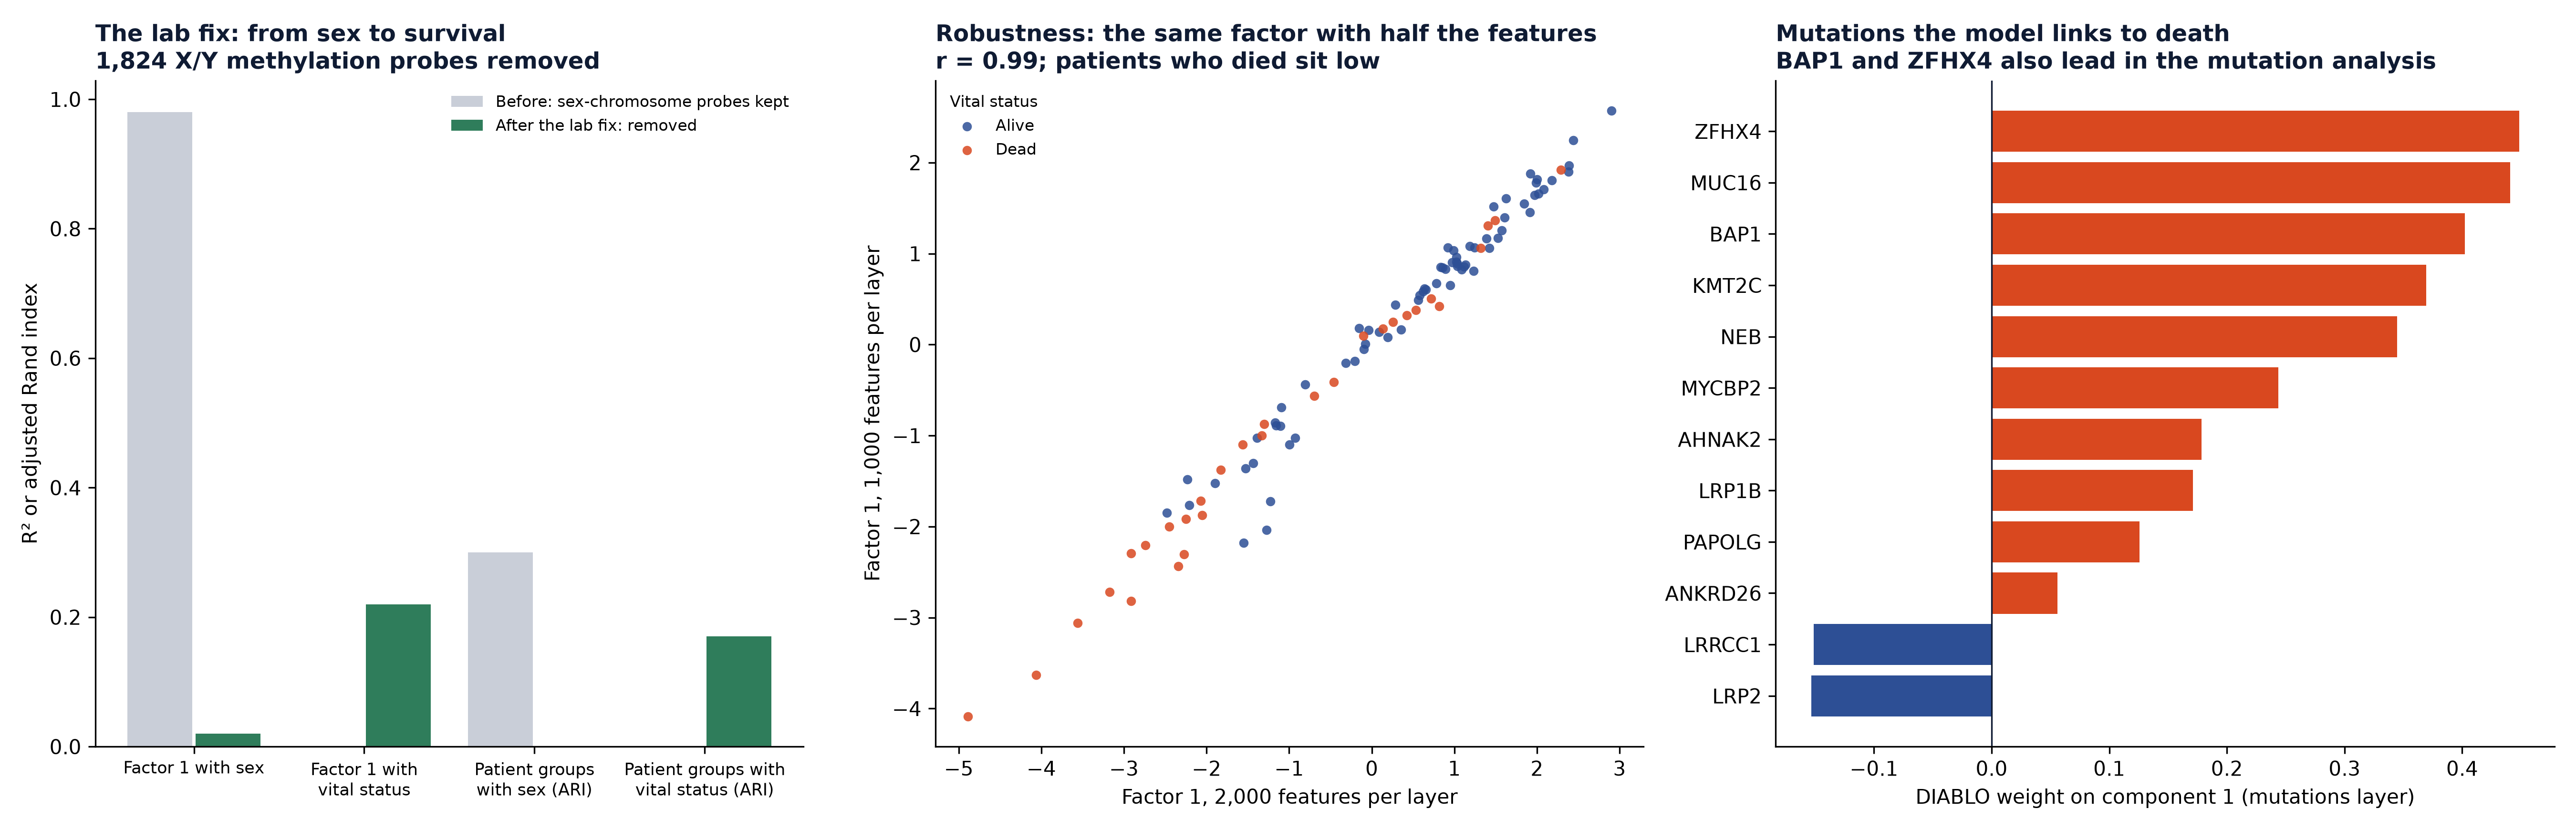 The lab fix: from sex to survival
1,824 X/Y methylation probes removed
R² or adjusted Rand index
1.0
0.8
0.6
0.4
0.2
0.0
Before: sex-chromosome probes kept
After the lab fix: removed
Factor 1 with sex
Factor 1 with
vital status
Patient groups
with sex (ARI)
Patient groups with
vital status (ARI)
Robustness: the same factor with half the features
r = 0.99; patients who died sit low
Factor 1, 1,000 features per layer
Vital status
Alive
Dead
2
1
0
−1
−2
−3
−4
−5
−4
−3
−2
−1
0
1
2
3
Factor 1, 2,000 features per layer
Mutations the model links to death
BAP1 and ZFHX4 also lead in the mutation analysis
ZFHX4
MUC16
BAP1
KMT2C
NEB
MYCBP2
AHNAK2
LRP1B
PAPOLG
ANKRD26
LRRCC1
LRP2
−0.1
0.0
0.1
0.2
0.3
0.4
DIABLO weight on component 1 (mutations layer)